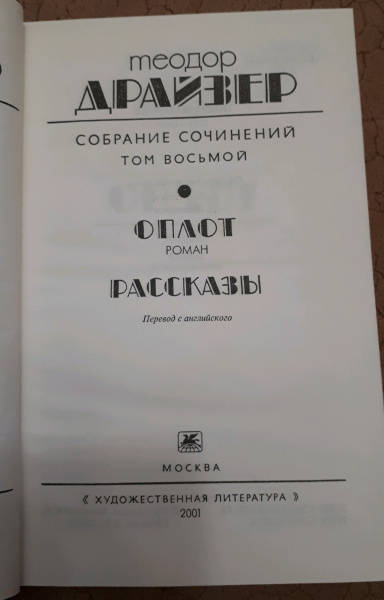 теодор
ДРАЙЗЕР
СОБРАНИЕ СОЧИНЕНИЙ
ТОМ ВОСЬМОЙ
ОПЛОТ
РОМАН
РАССКАЗЫ
Перевод с английского
МОСКВА
« ХУДОЖЕСТВЕННАЯ ЛИТЕРАТУРА »
2001